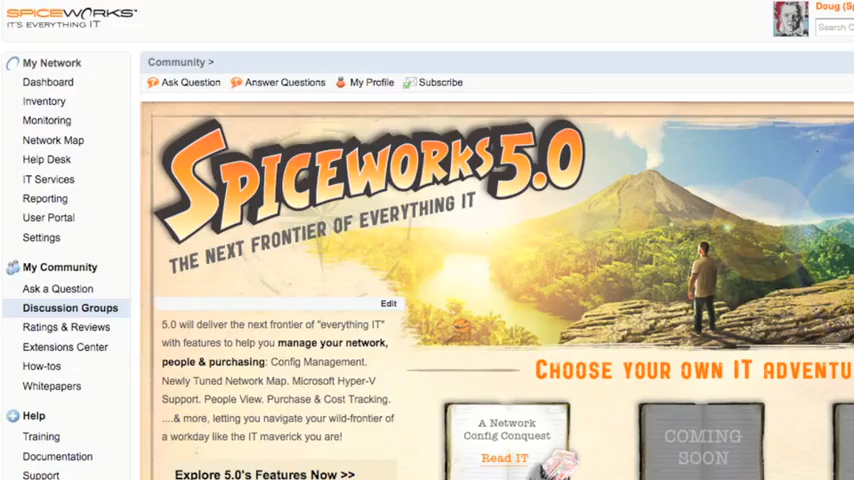 SPICEWORKS™
IT'S EVERYTHING IT
Doug (S
Search C
My Network
Dashboard
Inventory
Monitoring
Network Map
Help Desk
IT Services
Reporting
User Portal
Settings
My Community
Ask a Question
Discussion Groups
Ratings & Reviews
Extensions Center
How-tos
Whitepapers
Help
Training
Documentation
Support
Community >
Ask Question
Answer Questions
My Profile
Subscribe
SPICEWORKS 5.0
THE NEXT FRONTIER OF EVERYTHING IT
Edit
5.0 will deliver the next frontier of "everything IT"
with features to help you manage your network,
people & purchasing: Config Management.
Newly Tuned Network Map. Microsoft Hyper-V
Support. People View. Purchase & Cost Tracking.
....& more, letting you navigate your wild-frontier of
a workday like the IT maverick you are!
Explore 5.0's Features Now >>
CHOOSE YOUR OWN IT ADVENTU
A Network
Config Conquest
Read IT
COMING
SOON